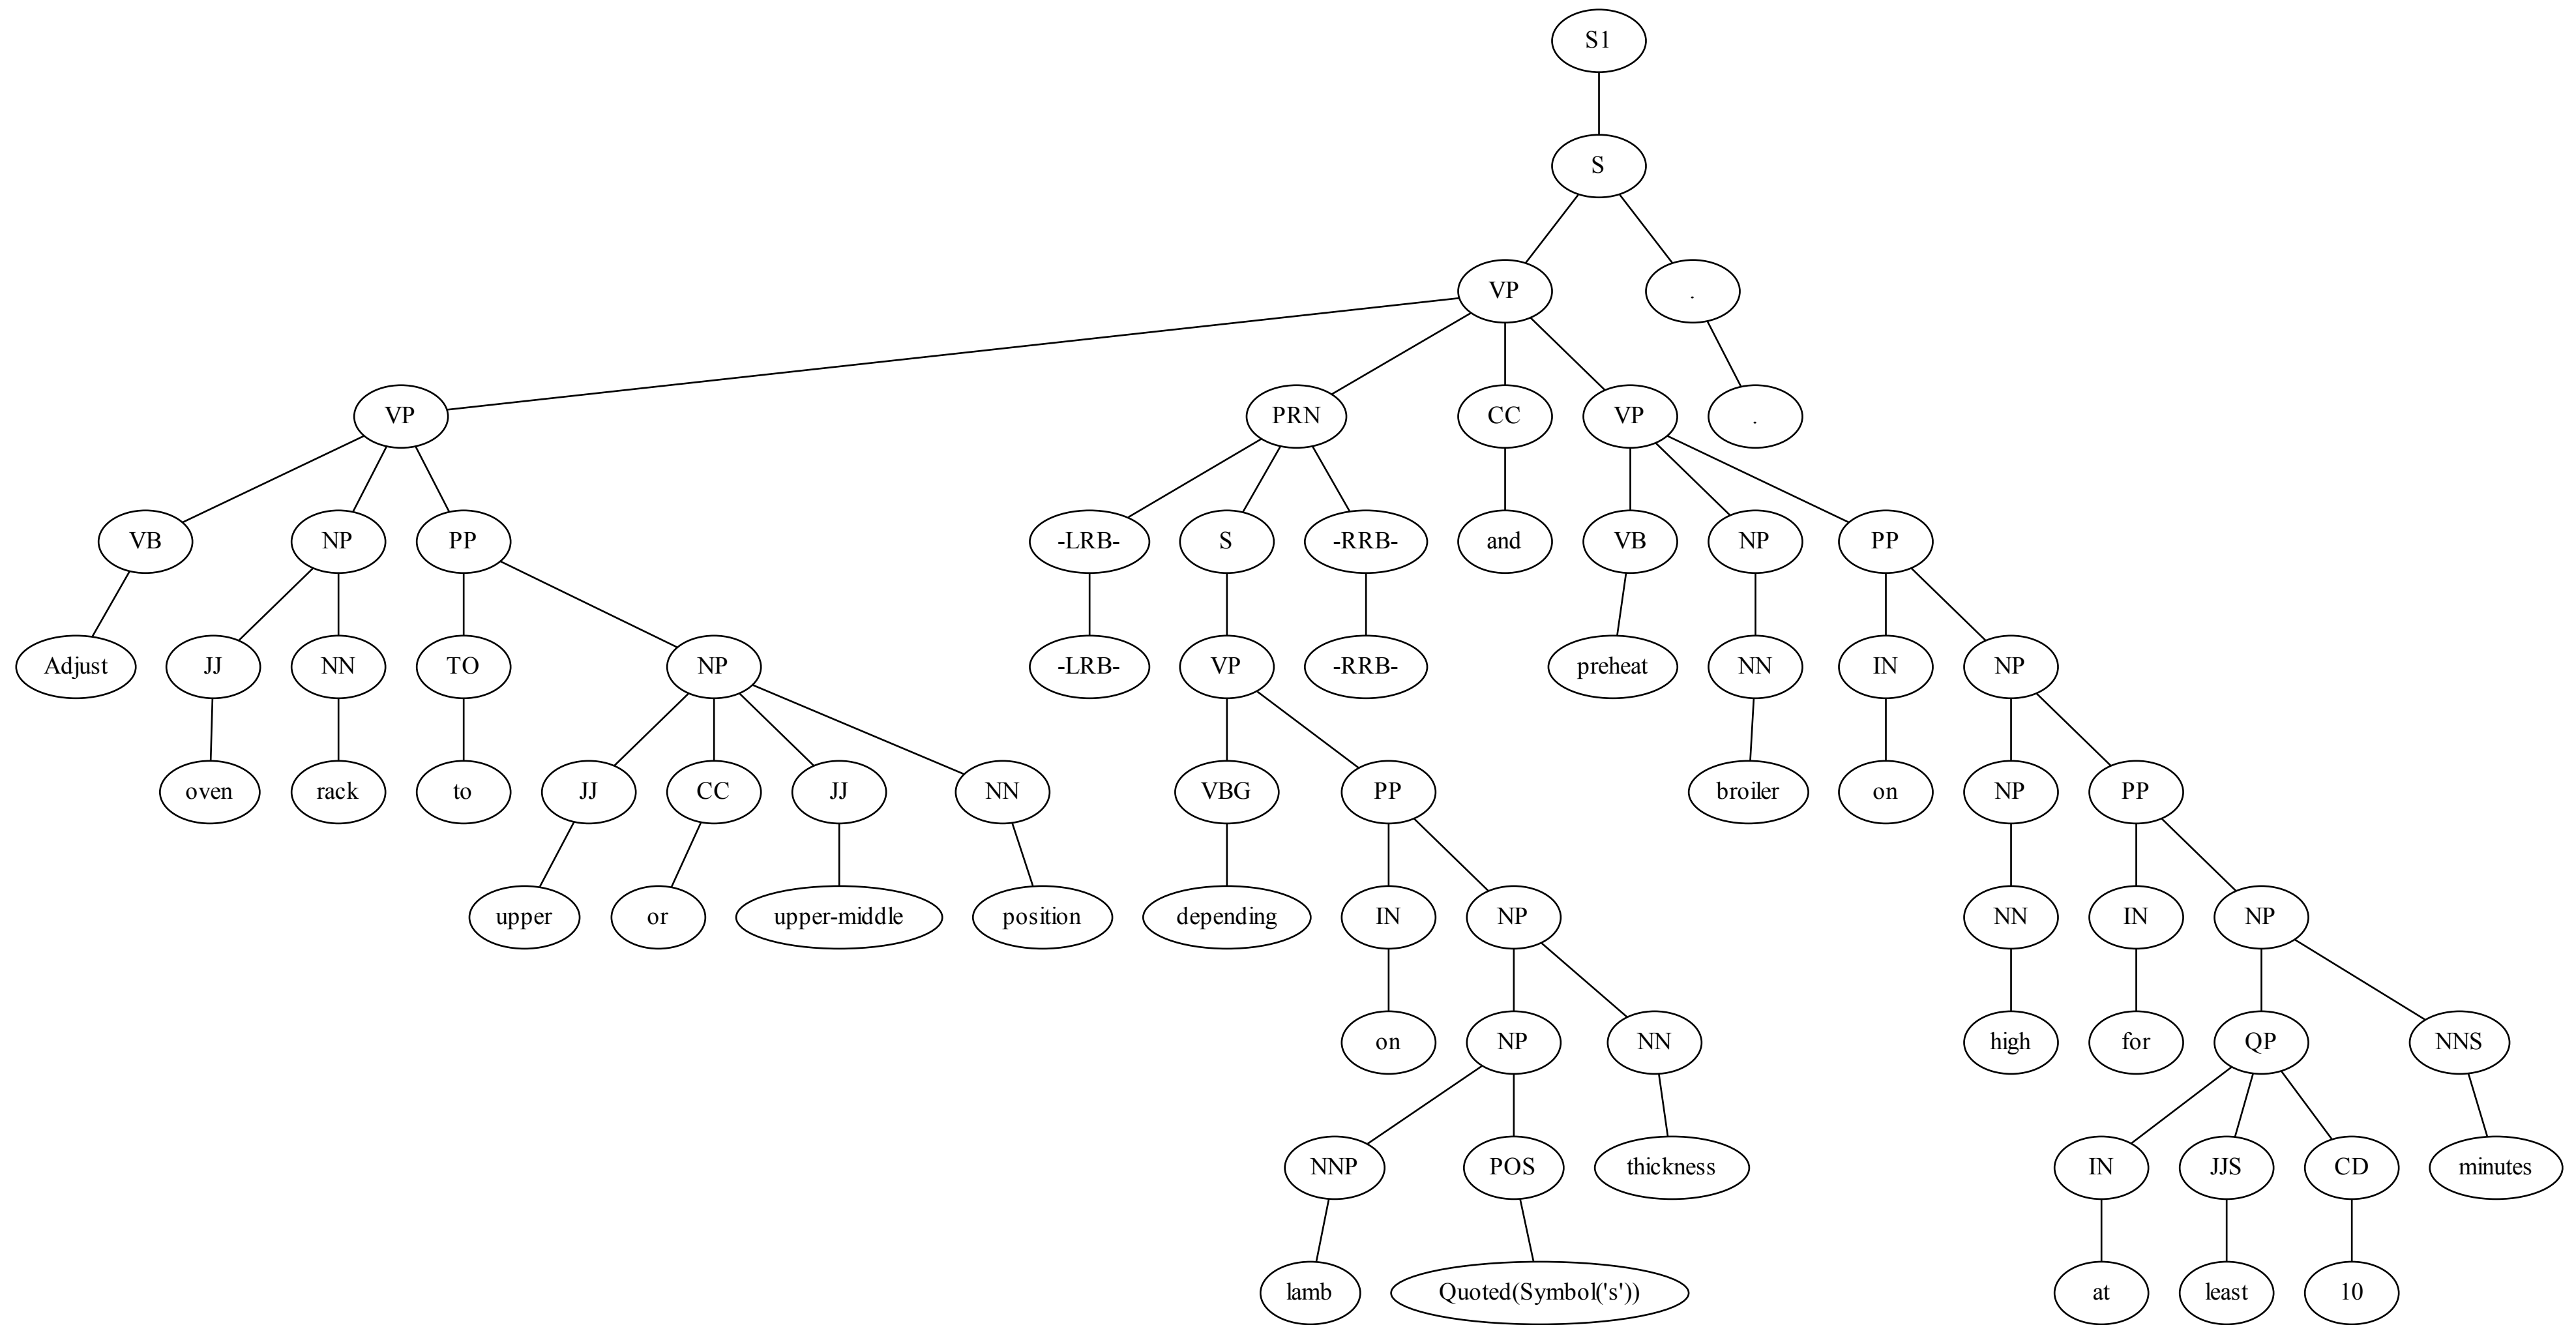 S1
S
VP .
VP PRN CC VP .
VB NP PP -LRB- S -RRB- and VB NP PP
Adjust JJ NN TO NP -LRB- VP -RRB- preheat NN IN NP
oven rack to JJ CC JJ NN VBG PP broiler on NP PP
upper or upper-middle position depending IN NP NN IN NP
on NP NN high for QP NNS
NNP POS thickness IN JJS CD minutes
lamb Quoted(Symbol('s')) at least 10